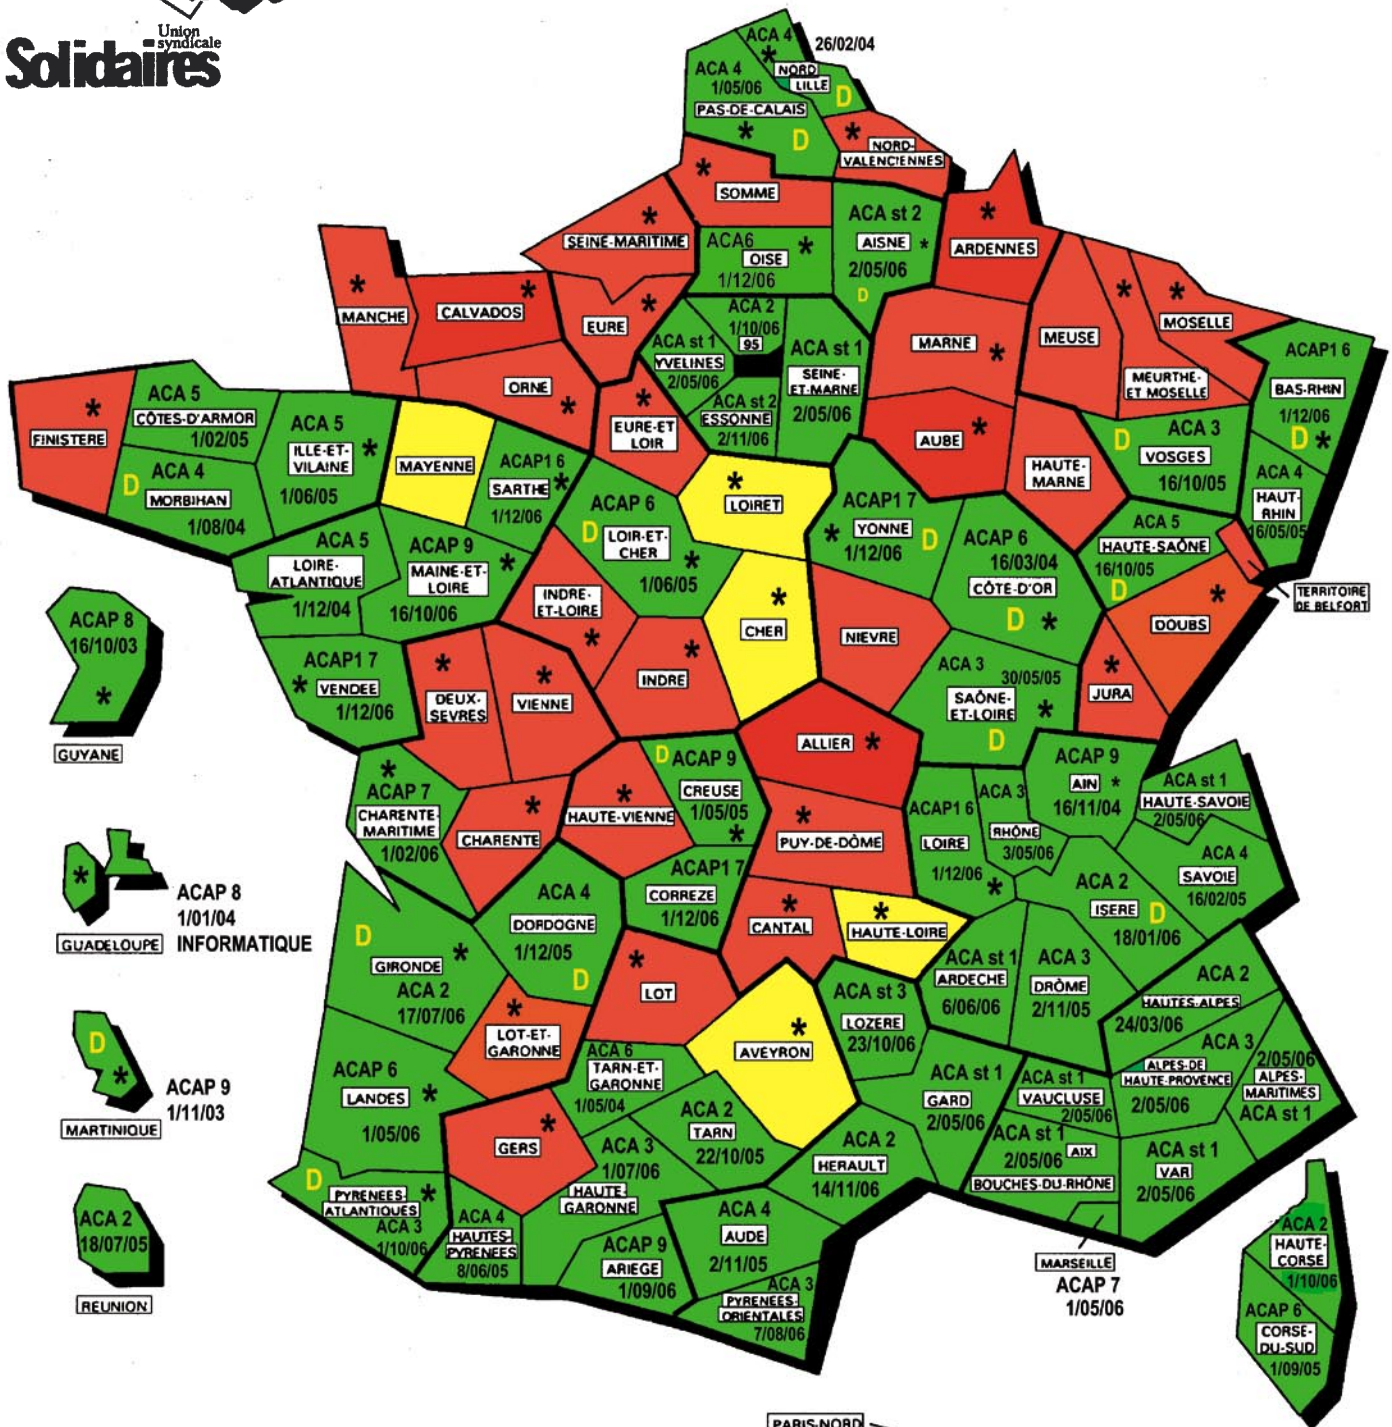 Union
syndicale
Solidaires
ACA 4
26/02/04
*
NORD
LILLE
D
ACA 4
1/05/06
PAS-DE-CALAIS
*
D
*
NORD-
VALENCIENNES
*
SOMME
*
SEINE-MARITIME
ACA6
*
OISE
1/12/06
ACA st 2
AISNE *
2/05/06
D
*
ARDENNES
*
MANCHE
*
CALVADOS
*
EURE
ORNE
*
ACA 2
1/10/06
95
ACA st 1
YVELINES
2/05/06
ACA st 2
ESSONNE
2/11/06
ACA st 1
SEINE-
ET-MARNE
2/05/06
MARNE
*
MEUSE
*
MEURTHE-
ET MOSELLE
*
MOSELLE
ACAP1 6
BAS-RHIN
1/12/06
D *
*
FINISTERE
ACA 5
CÔTES-D'ARMOR
1/02/05
D
ACA 4
MORBIHAN
1/08/04
ACA 5
ILLE-ET-
VILAINE
*
1/06/05
MAYENNE
ACAP1 6
SARTHE
*
1/12/06
*
EURE-ET
LOIR
*
LOIRET
AUBE
*
HAUTE-
MARNE
D
ACA 3
VOSGES
16/10/05
ACA 4
HAUT-
RHIN
16/05/05
ACA 5
LOIRE-
ATLANTIQUE
1/12/04
ACAP 9
MAINE-ET-
LOIRE
*
16/10/06
ACAP 6
D
LOIR-ET-
CHER
*
1/06/05
ACAP1 7
*
YONNE
D
1/12/06
ACAP 6
16/03/04
CÔTE-D'OR
D *
ACA 5
HAUTE-SAÔNE
16/10/05
D
TERRITOIRE
DE BELFORT
*
DOUBS
INDRE-
ET-LOIRE
*
*
CHER
NIEVRE
*
INDRE
ACA 3
30/05/05
SAÔNE-
ET-LOIRE
*
D
*
JURA
ACAP 8
16/10/03
*
GUYANE
ACAP1 7
*
VENDEE
1/12/06
*
DEUX-
SEVRES
*
VIENNE
ALLIER
*
*
ACAP 7
CHARENTE-
MARITIME
1/02/06
*
CHARENTE
*
HAUTE-VIENNE
D
ACAP 9
CREUSE
1/05/05
*
*
PUY-DE-DÔME
ACAP1 6
LOIRE
1/12/06
*
ACA 3
RHÔNE
3/05/06
ACAP 9
AIN *
16/11/04
ACA st 1
HAUTE-SAVOIE
2/05/06
ACA 4
SAVOIE
16/02/05
*
ACAP 8
1/01/04
GUADELOUPE
INFORMATIQUE
ACA 4
DORDOGNE
1/12/05
D
ACAP1 7
CORREZE
1/12/06
*
CANTAL
*
HAUTE-LOIRE
ACA 2
ISERE
D
18/01/06
D
GIRONDE
*
ACA 2
17/07/06
*
LOT
ACA st 1
ARDECHE
6/06/06
ACA 3
DRÔME
2/11/05
ACA 2
HAUTES-ALPES
24/03/06
*
LOT-ET-
GARONNE
ACA st 3
LOZERE
23/10/06
*
AVEYRON
D
*
ACAP 9
1/11/03
MARTINIQUE
ACAP 6
LANDES
*
1/05/06
ACA 6
TARN-ET-
GARONNE
1/05/04
ACA 2
TARN
22/10/05
ACA st 1
GARD
2/05/06
ACA st 1
VAUCLUSE
2/05/06
ACA 3
ALPES-DE
HAUTE-PROVENCE
2/05/06
2/05/06
ALPES-
MARITIMES
ACA st 1
*
GERS
ACA 3
1/07/06
HAUTE-
GARONNE
ACA 2
HERAULT
14/11/06
ACA st 1
2/05/06
AIX
BOUCHES-DU-RHÔNE
ACA st 1
VAR
2/05/06
D
PYRENEES-
ATLANTIQUES
*
ACA 3
1/10/06
ACA 4
HAUTES-
PYRENEES
8/06/05
ACAP 9
ARIEGE
1/09/06
ACA 4
AUDE
2/11/05
ACA 3
PYRENEES-
ORIENTALES
7/08/06
ACA 2
18/07/05
REUNION
MARSEILLE
ACAP 7
1/05/06
ACA 2
HAUTE-
CORSE
1/10/06
ACAP 6
CORSE-
DU-SUD
1/09/05
PARIS-NORD